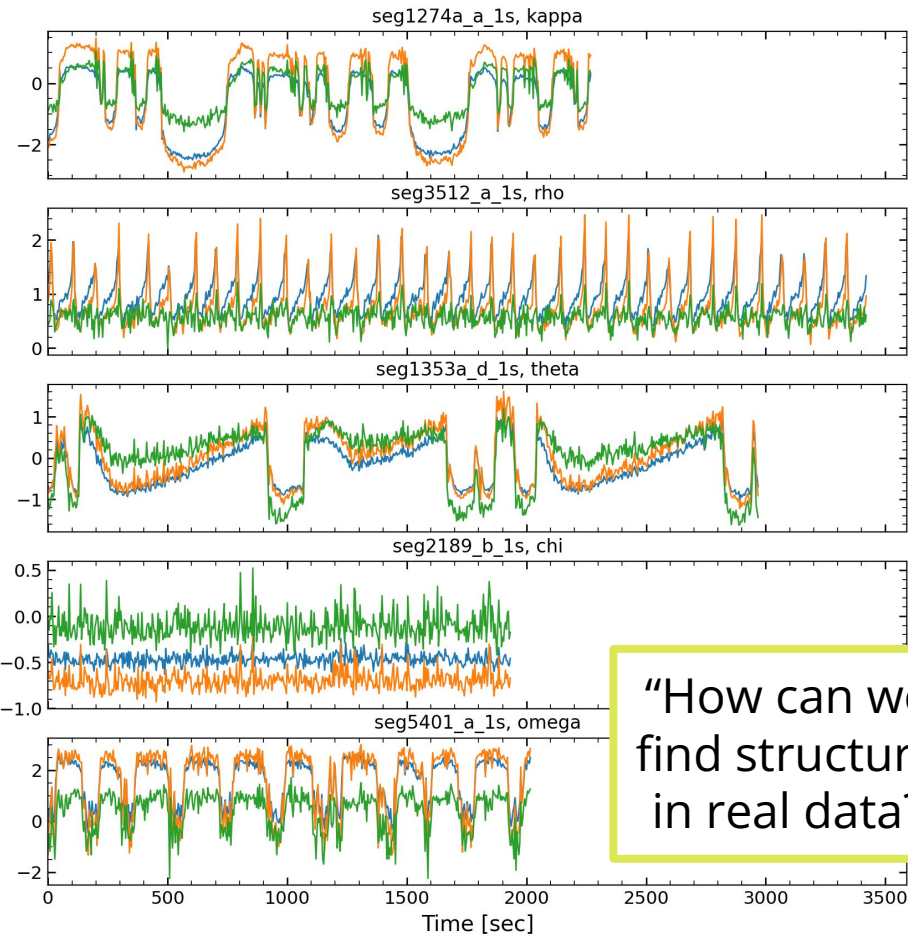 seg1274a_a_1s, kappa
0
−2
seg3512_a_1s, rho
2
1
0
seg1353a_d_1s, theta
1
0
−1
seg2189_b_1s, chi
0.5
0.0
−0.5
−1.0
seg5401_a_1s, omega
2
0
−2
0 500 1000 1500 2000 2500 3000 3500
Time [sec]
“How can we
find structur
in real data?